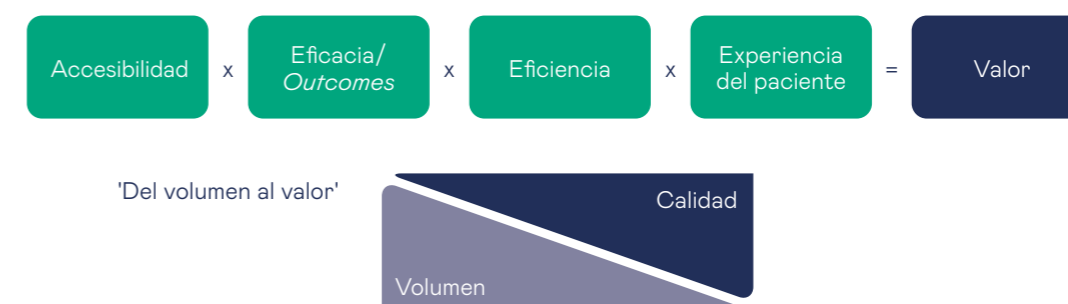 Accesibilidad x Eficacia/ x Eficiencia x Experiencia = Valor
Outcomes del paciente
'Del volumen al valor'
Calidad
Volumen